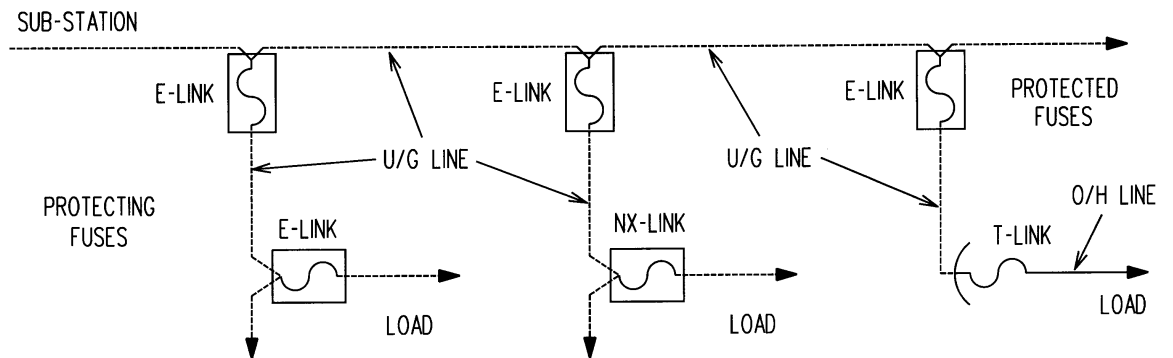 SUB-STATION
E-LINK
E-LINK
E-LINK
PROTECTED
FUSES
U/G LINE
U/G LINE
PROTECTING
FUSES
E-LINK
NX-LINK
T-LINK
O/H LINE
LOAD
LOAD
LOAD